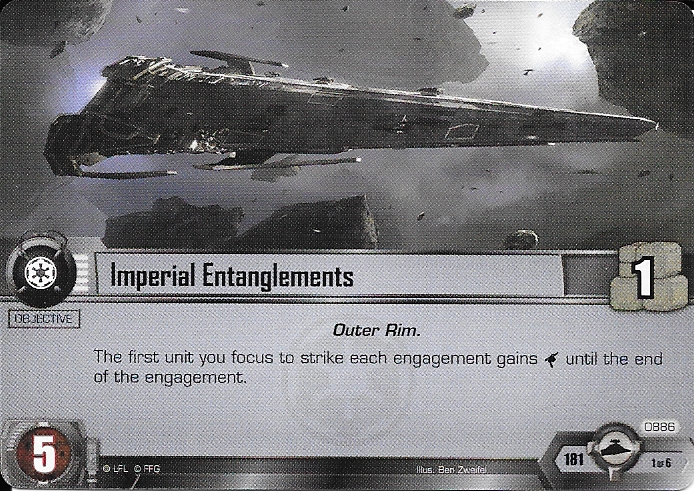 Imperial Entanglements
1
OBJECTIVE
Outer Rim.
The first unit you focus to strike each engagement gains until the end
of the engagement.
5
© LFL © FFG
Illus. Ben Zweifel
0886
181
1 of 6